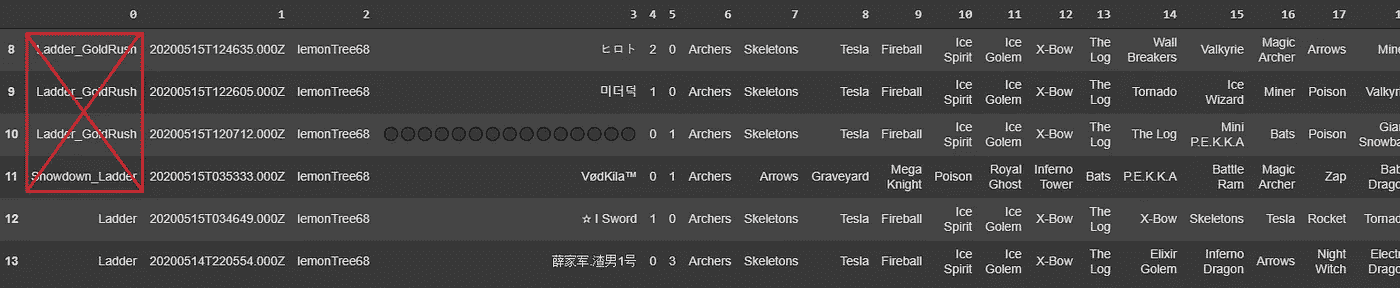 0 1 2 3 4 5 6 7 8 9 10 11 12 13 14 15 16 17 1
8 Ladder_GoldRush 20200515T124635.000Z lemonTree68 ヒロト 2 0 Archers Skeletons Tesla Fireball Ice Spirit Ice Golem X-Bow The Log Wall Breakers Valkyrie Magic Archer Arrows Mine
9 Ladder_GoldRush 20200515T122605.000Z lemonTree68 미더덕 1 0 Archers Skeletons Tesla Fireball Ice Spirit Ice Golem X-Bow The Log Tornado Ice Wizard Miner Poison Valkyri
10 Ladder_GoldRush 20200515T120712.000Z lemonTree68 ⚫⚫⚫⚫⚫⚫⚫⚫⚫⚫⚫⚫⚫⚫⚫ 0 1 Archers Skeletons Tesla Fireball Ice Spirit Ice Golem X-Bow The Log The Log Mini P.E.K.K.A Bats Poison Gian Snowba
11 Showdown_Ladder 20200515T035333.000Z lemonTree68 VødKila™ 0 1 Archers Arrows Graveyard Mega Knight Poison Royal Ghost Inferno Tower Bats P.E.K.K.A Battle Ram Magic Archer Zap Bab Drago
12 Ladder 20200515T034649.000Z lemonTree68 ☆ I Sword 1 0 Archers Skeletons Tesla Fireball Ice Spirit Ice Golem X-Bow The Log X-Bow Skeletons Tesla Rocket Tornad
13 Ladder 20200514T220554.000Z lemonTree68 薛家军.渣男1号 0 3 Archers Skeletons Tesla Fireball Ice Spirit Ice Golem X-Bow The Log Elixir Golem Inferno Dragon Arrows Night Witch Electr Drago